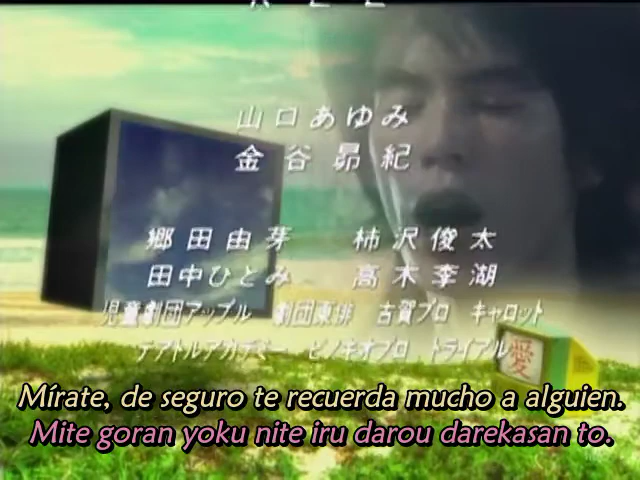 山口あゆみ
金谷昴紀
郷田由芽 柿沢俊太
田中ひとみ 高木李湖
児童劇団アップル 劇団東俳 古賀プロ キャロット
テアトルアカデミー ピノキオプロ トライアル
愛
Mírate, de seguro te recuerda mucho a alguien.
Mite goran yoku nite iru darou darekasan to.